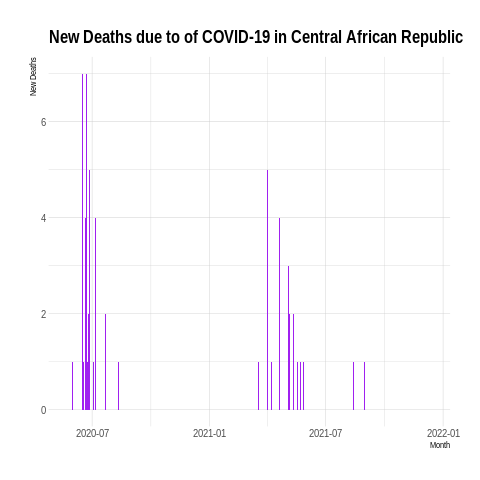 New Deaths due to of COVID-19 in Central African Republic
New Deaths
6
4
2
0
2020-07
2021-01
2021-07
2022-01
Month